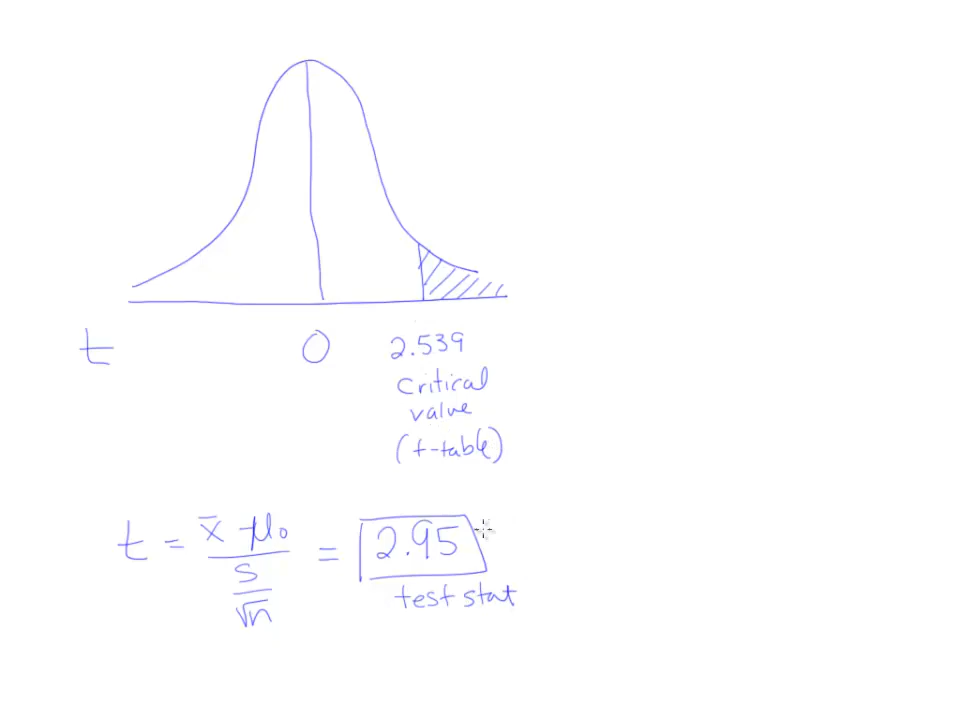 t 0 2.539
critical
value
(t-table)
t = x̄ - μ₀ / s / √n = 2.95
test stat